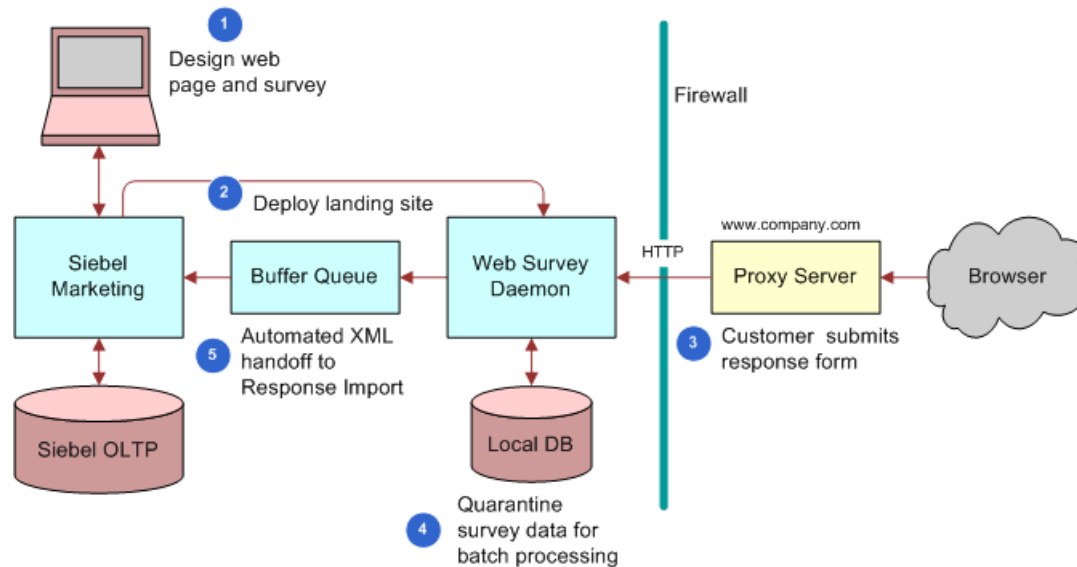 1
Design web
page and survey
Firewall
2
Deploy landing site
www.company.com
Siebel
Marketing
Buffer Queue
Web Survey
Daemon
HTTP
Proxy Server
Browser
5
Automated XML
handoff to
Response Import
3
Customer submits
response form
Siebel OLTP
Local DB
4
Quarantine
survey data for
batch processing